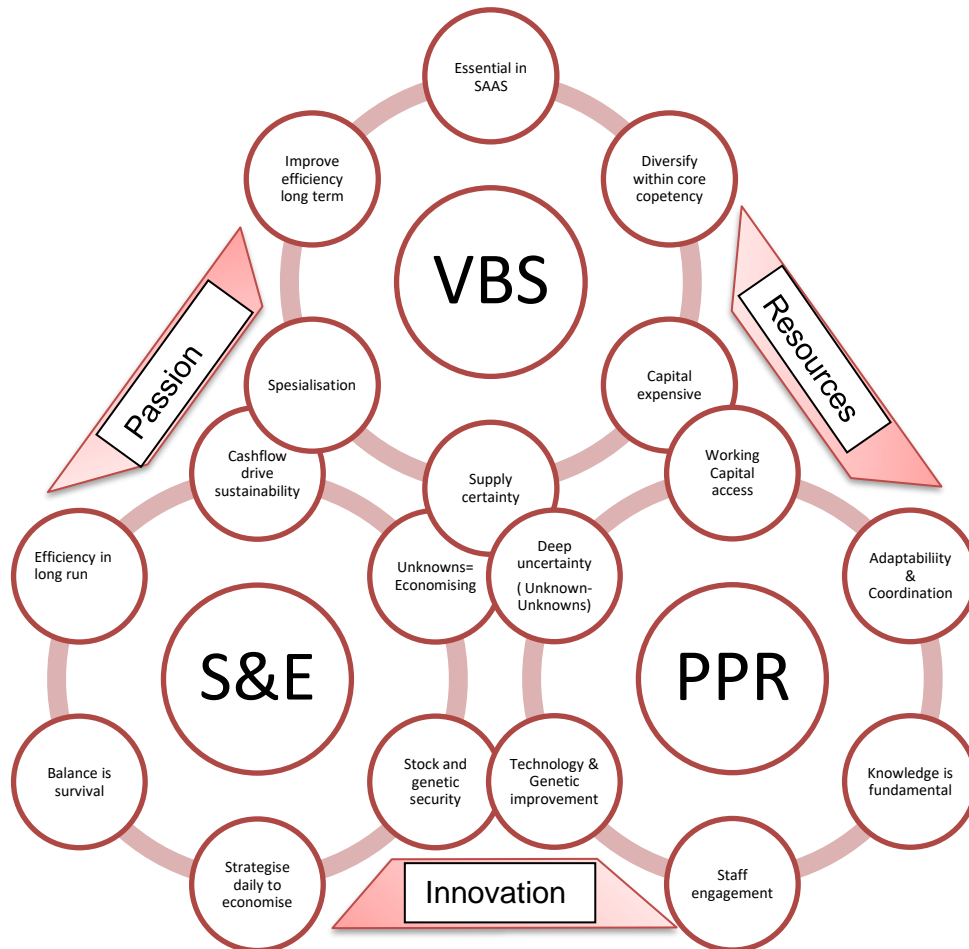 Essential in
SAAS
Improve
efficiency
long term
Diversify
within core
copetency
VBS
Passion
Resources
Spesialisation
Capital
expensive
Cashflow
drive
sustainability
Supply
certainty
Working
Capital
access
Efficiency in
long run
Unknowns=
Economising
Deep
uncertainty
( Unknown-
Unknowns)
Adaptability
&
Coordination
S&E
PPR
Balance is
survival
Stock and
genetic
security
Technology &
Genetic
improvement
Knowledge is
fundamental
Strategise
daily to
economise
Innovation
Staff
engagement